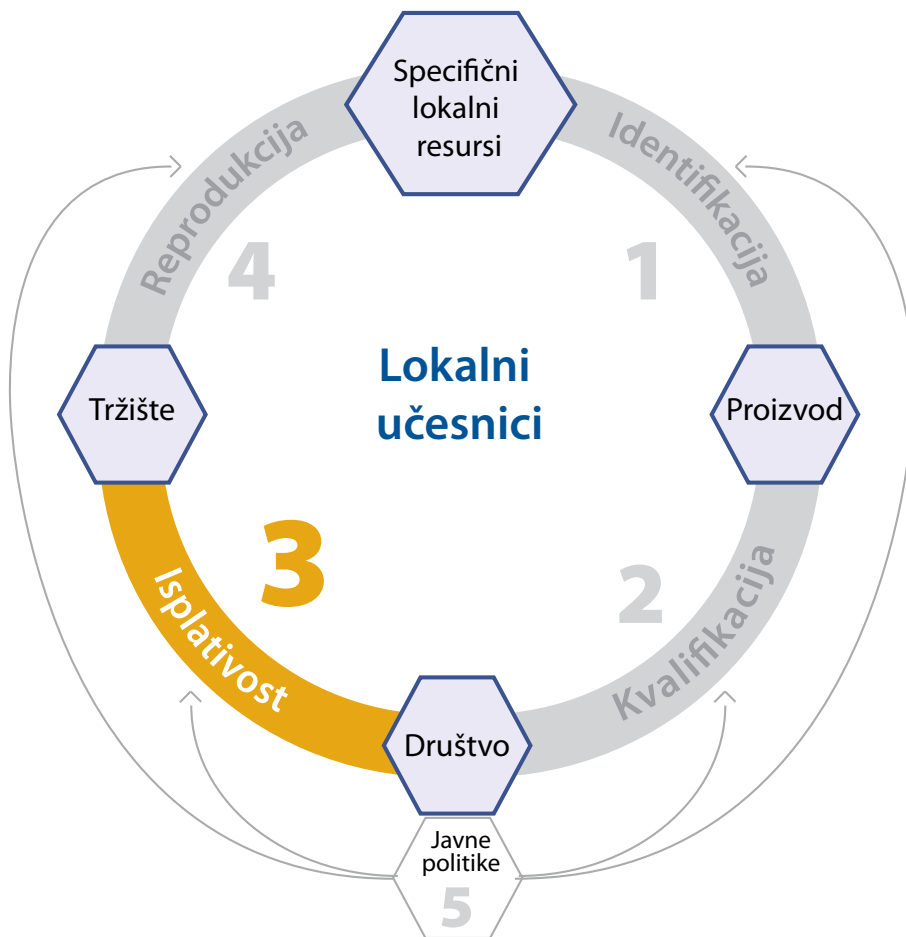 Specifični
lokalni
resursi
Reprodukcija
Identifikacija
4
1
Lokalni
učesnici
Tržište
Proizvod
3
2
Isplativost
Kvalifikacija
Društvo
Javne
politike
5